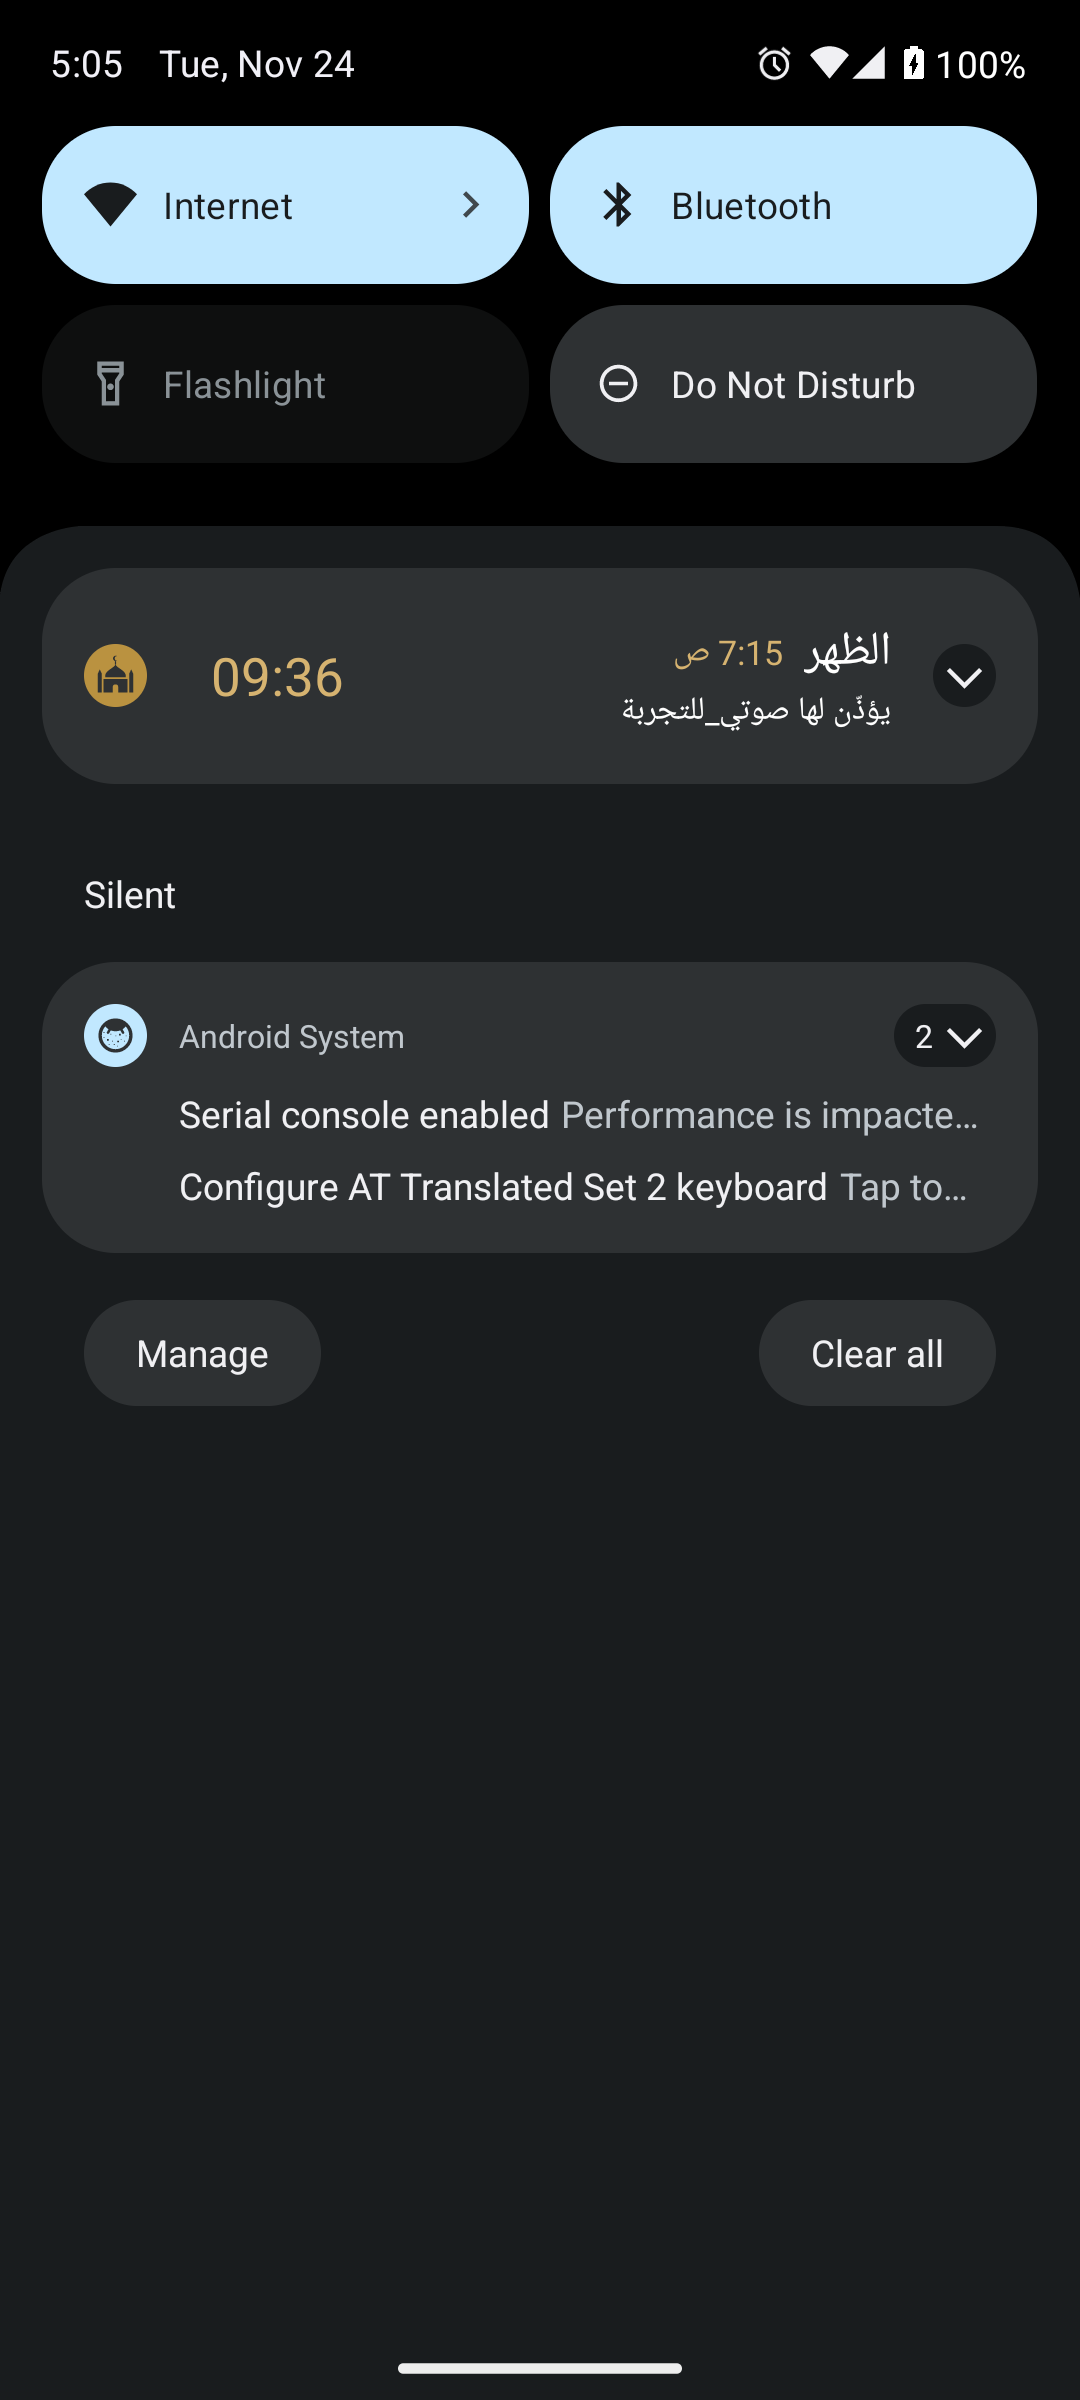 5:05 Tue, Nov 24 100%
Internet
Bluetooth
Flashlight
Do Not Disturb
09:36
الظهر 7:15 ص
يؤذّن لها صوتي_للتجربة
Silent
Android System 2
Serial console enabled Performance is impacte…
Configure AT Translated Set 2 keyboard Tap to…
Manage
Clear all